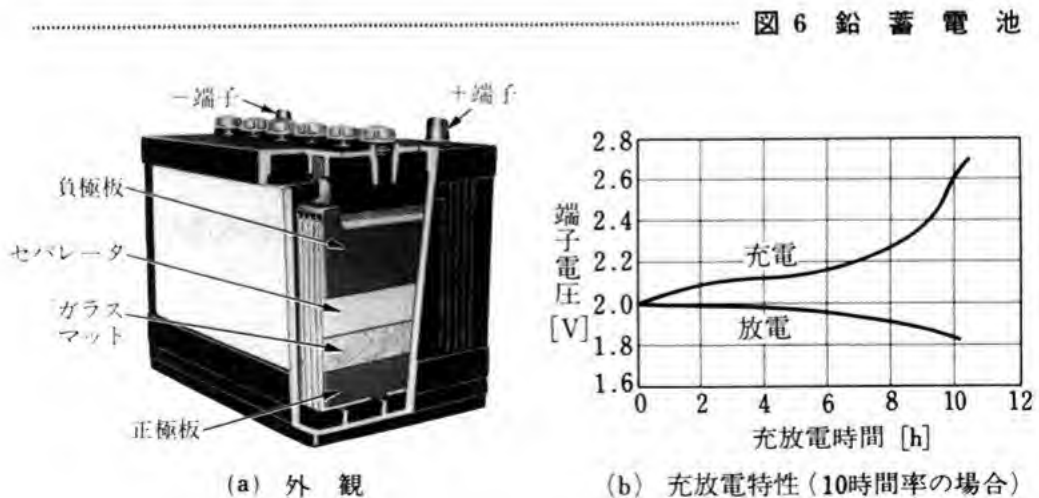 図6 鉛蓄電池
－端子
＋端子
負極板
セパレータ
ガラス
マット
正極板
(a) 外観
2.8
2.6
2.4
2.2
2.0
1.8
1.6
端子電圧
[V]
充電
放電
0 2 4 6 8 10 12
充放電時間 [h]
(b) 充放電特性(10時間率の場合)